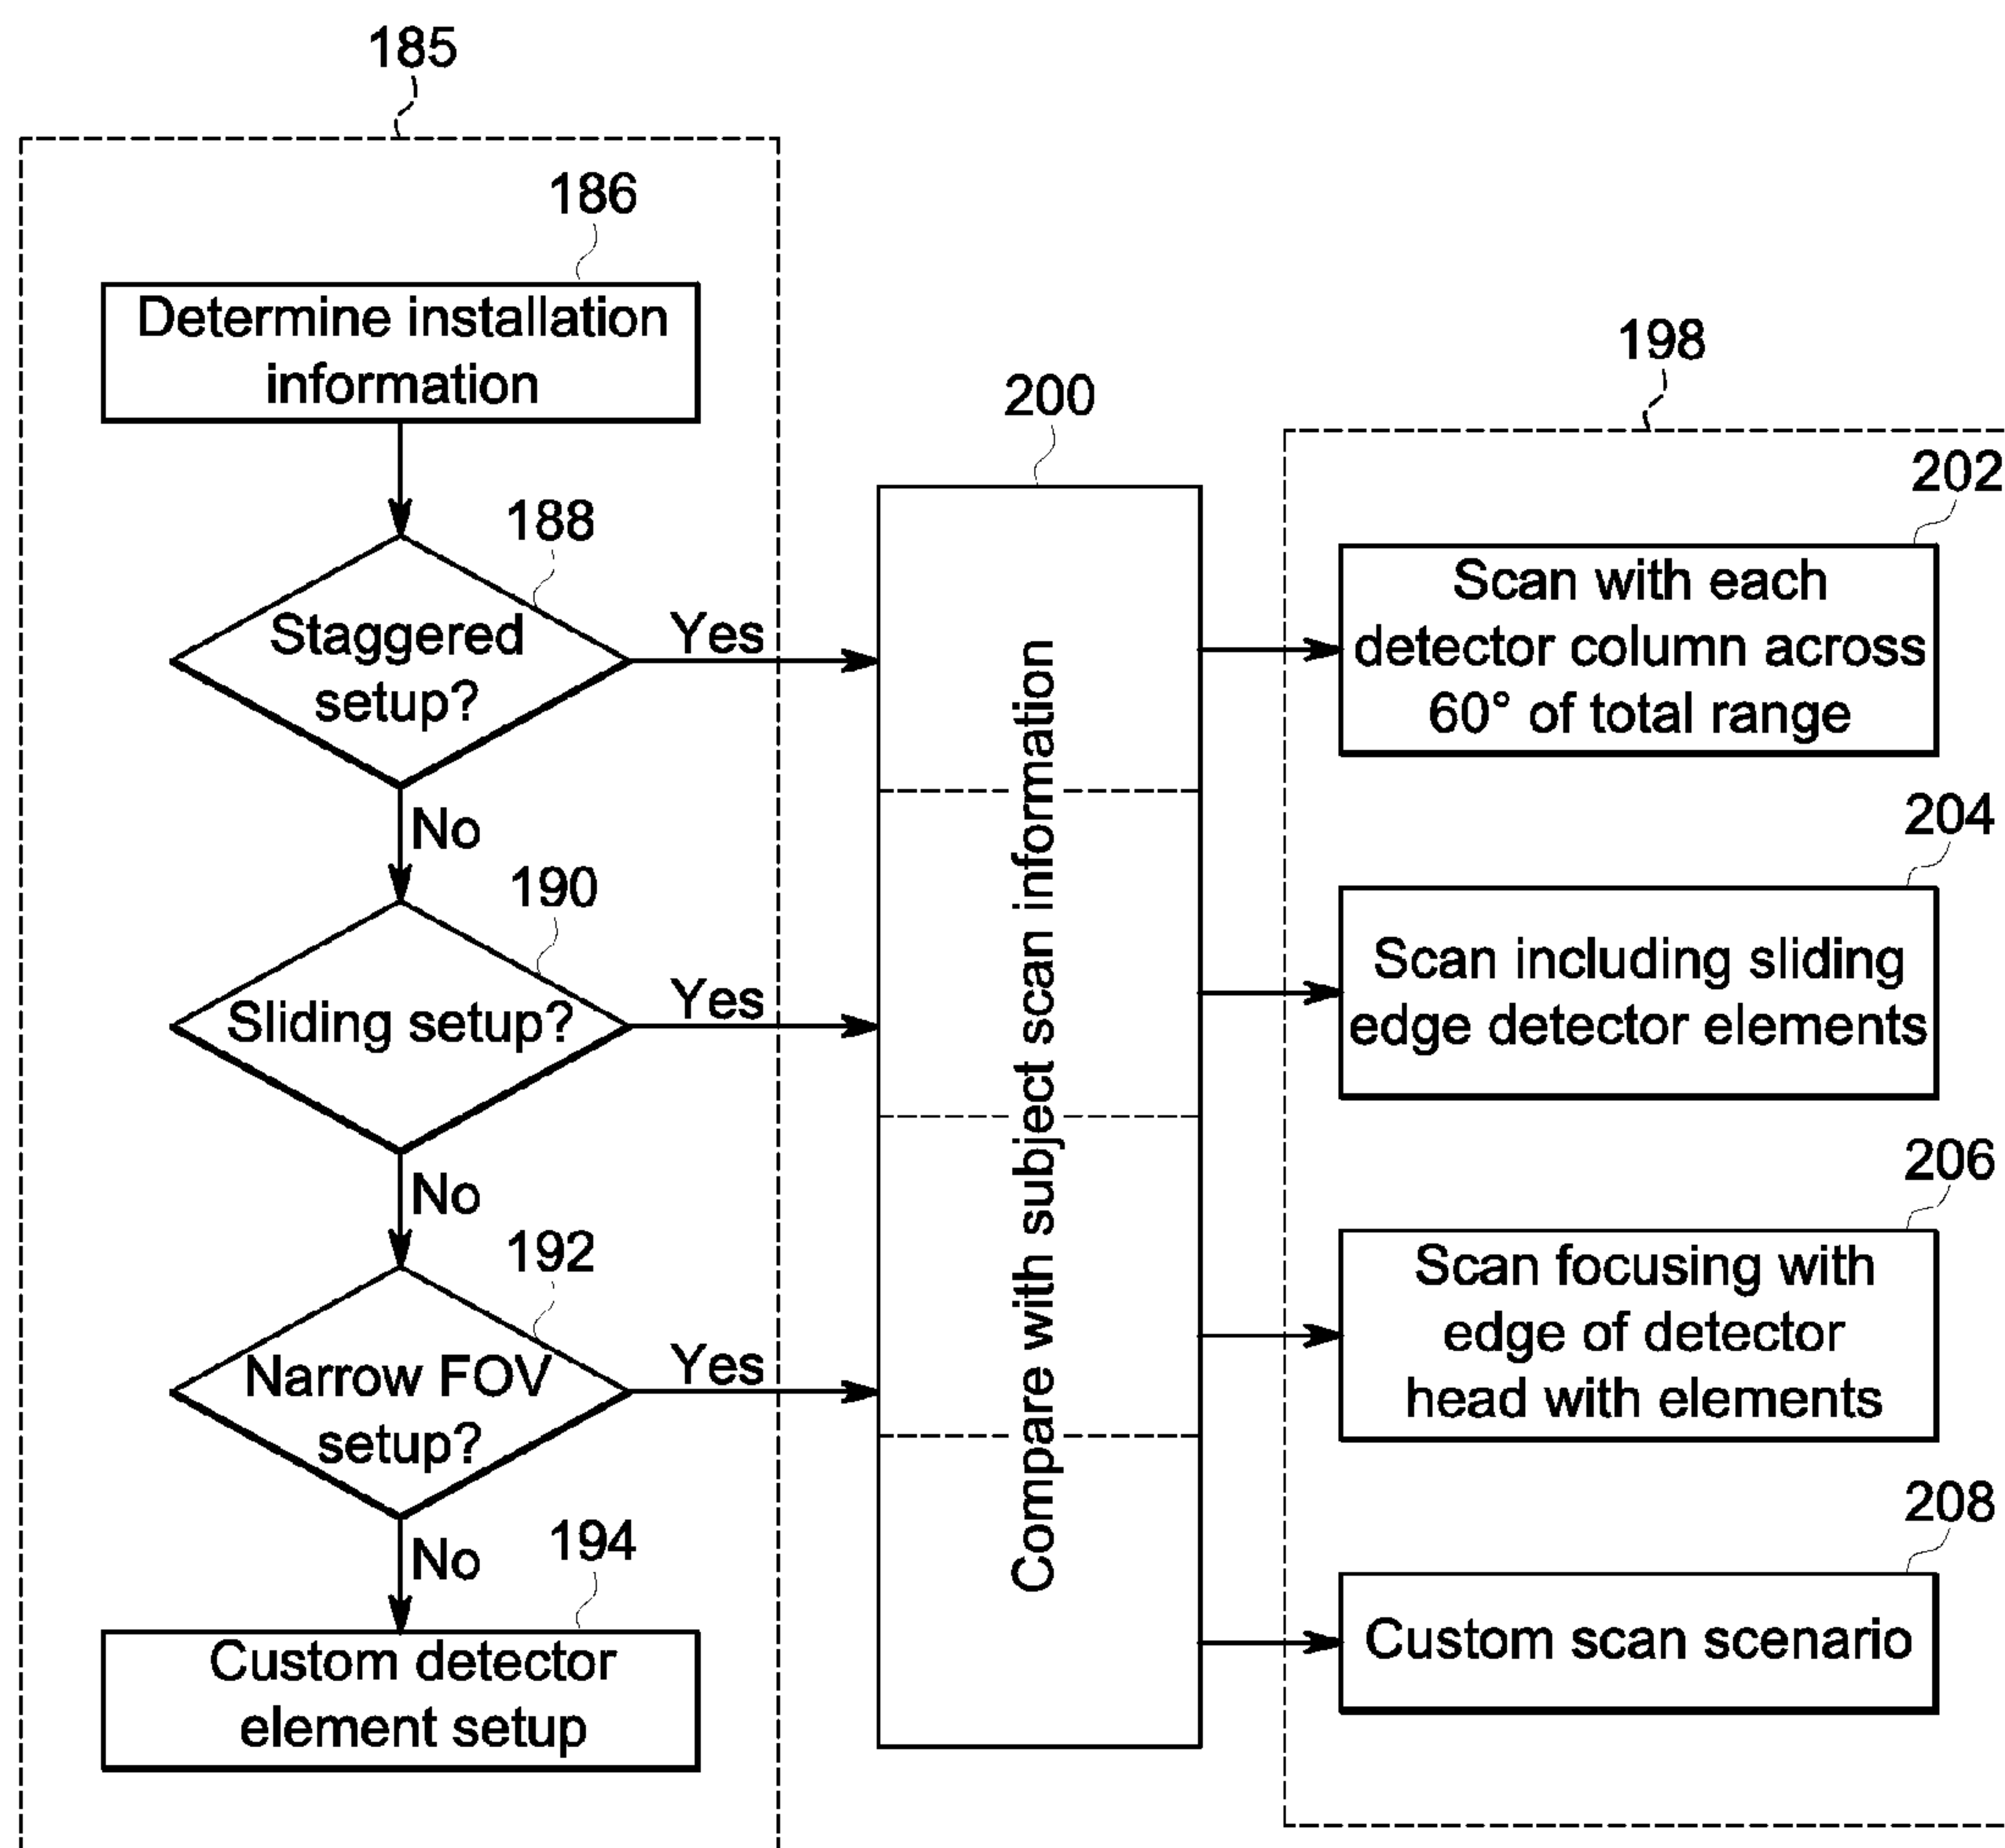 185
186
Determine installation
information
188
Staggered
setup?
Yes
No
190
Sliding setup?
Yes
No
192
Narrow FOV
setup?
Yes
No
194
Custom detector
element setup
200
Compare with subject scan information
198
202
Scan with each
detector column across
60° of total range
204
Scan including sliding
edge detector elements
206
Scan focusing with
edge of detector
head with elements
208
Custom scan scenario